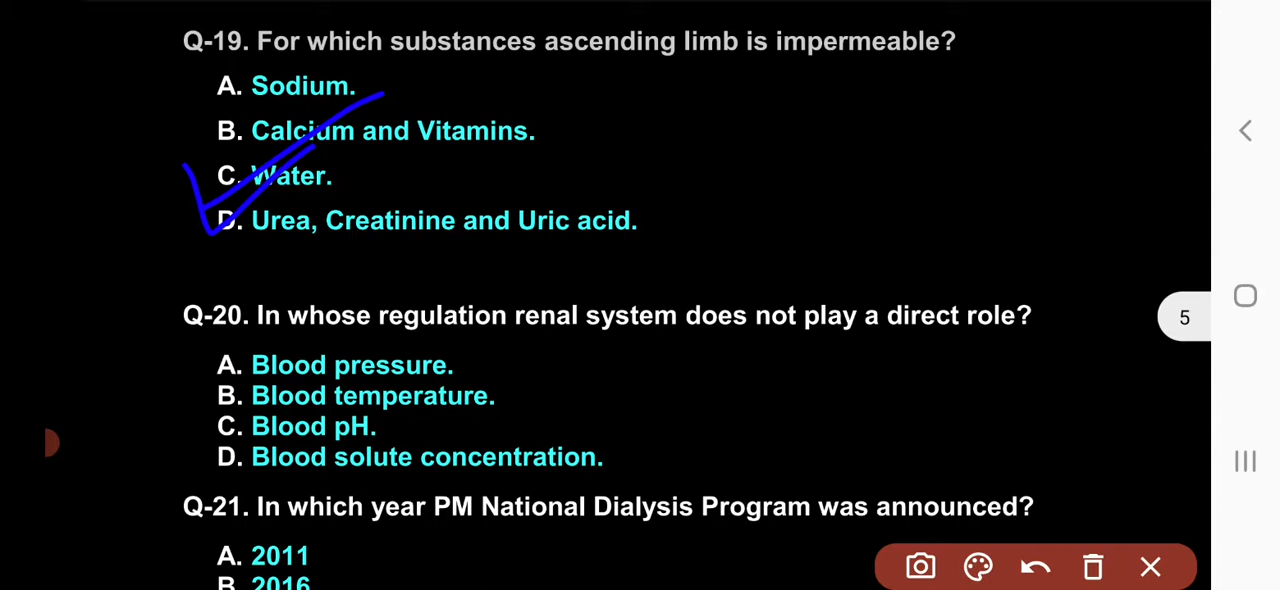 Q-19. For which substances ascending limb is impermeable?
A. Sodium.
B. Calcium and Vitamins.
C. Water.
D. Urea, Creatinine and Uric acid.
Q-20. In whose regulation renal system does not play a direct role?
5
A. Blood pressure.
B. Blood temperature.
C. Blood pH.
D. Blood solute concentration.
Q-21. In which year PM National Dialysis Program was announced?
A. 2011
B. 2016